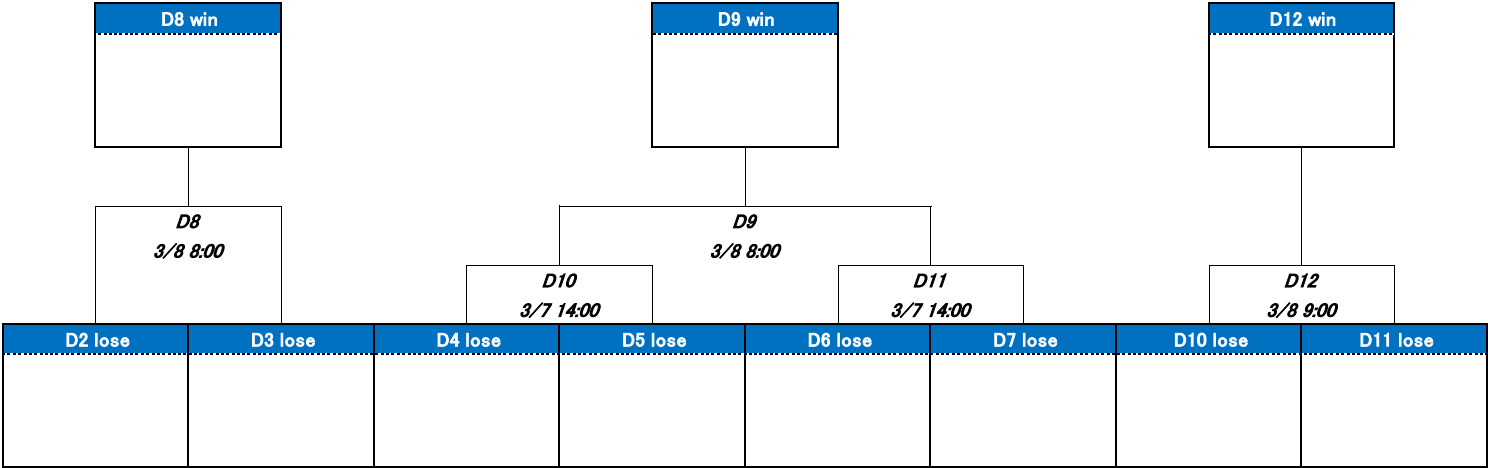 D8 win
D9 win
D12 win
D8
3/8 8:00
D9
3/8 8:00
D10
3/7 14:00
D11
3/7 14:00
D12
3/8 9:00
D2 lose
D3 lose
D4 lose
D5 lose
D6 lose
D7 lose
D10 lose
D11 lose